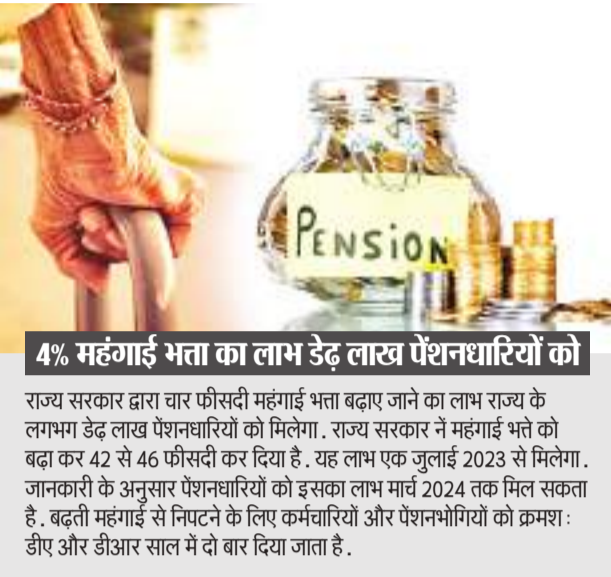 PENSION
4% महंगाई भत्ता का लाभ डेढ़ लाख पेंशनधारियों को
राज्य सरकार द्वारा चार फीसदी महंगाई भत्ता बढ़ाए जाने का लाभ राज्य के
लगभग डेढ़ लाख पेंशनधारियों को मिलेगा. राज्य सरकार नें महंगाई भत्ते को
बढ़ा कर 42 से 46 फीसदी कर दिया है. यह लाभ एक जुलाई 2023 से मिलेगा.
जानकारी के अनुसार पेंशनधारियों को इसका लाभ मार्च 2024 तक मिल सकता
है. बढ़ती महंगाई से निपटने के लिए कर्मचारियों और पेंशनभोगियों को क्रमश:
डीए और डीआर साल में दो बार दिया जाता है.